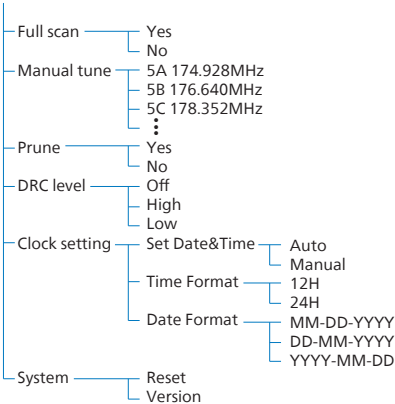 Full scan Yes
No
Manual tune 5A 174.928MHz
5B 176.640MHz
5C 178.352MHz
⋮
Prune Yes
No
DRC level Off
High
Low
Clock setting Set Date&Time Auto
Manual
Time Format 12H
24H
Date Format MM-DD-YYYY
DD-MM-YYYY
YYYY-MM-DD
System Reset
Version